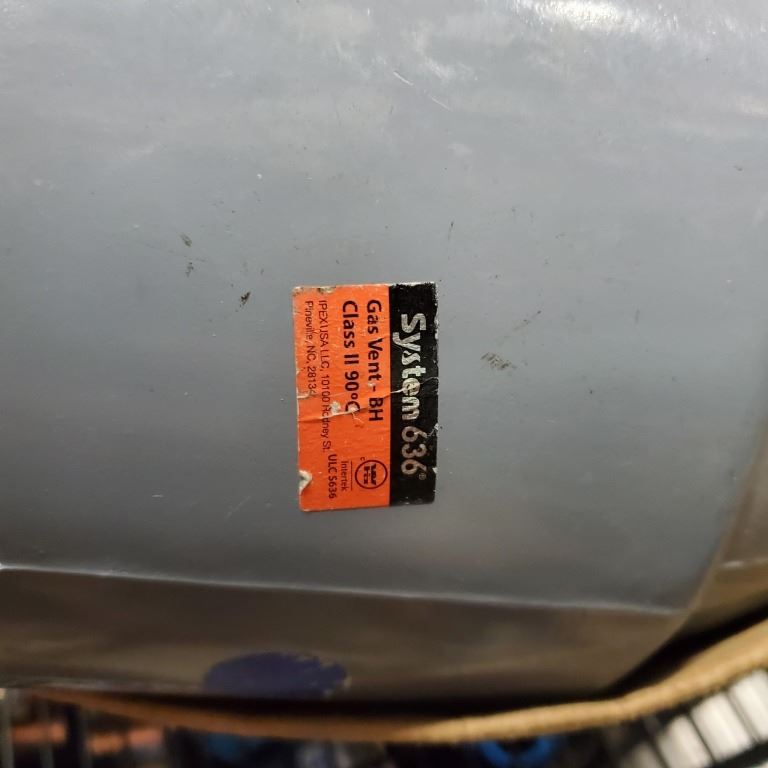 System 636®
Gas Vent - BH
Class II 90°C
IPEX USA LLC, 10100 Rodney St.
Pineville, NC, 28134
ULC S636
Intertek
c